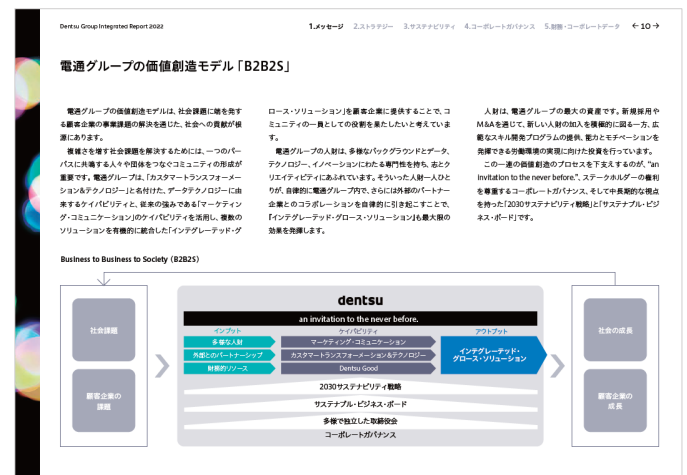 Dentsu Group Integrated Report 2022
1.メッセージ 2.ストラテジー 3.サステナビリティ 4.コーポレートガバナンス 5.財務・コーポレートデータ ←10→
電通グループの価値創造モデル「B2B2S」
電通グループの価値創造モデルは、社会課題に端を発す
る顧客企業の事業課題の解決を通じた、社会への貢献が根
源にあります。
複雑さを増す社会課題を解決するためには、一つのパー
パスに共鳴する人々や団体をつなぐコミュニティの形成が
重要です。電通グループは、「カスタマートランスフォーメー
ション&テクノロジー」と名付けた、データテクノロジーに由
来するケイパビリティと、従来の強みである「マーケティン
グ・コミュニケーション」のケイパビリティを活用し、複数の
ソリューションを有機的に統合した「インテグレーテッド・グ
ロース・ソリューション」を顧客企業に提供することで、コ
ミュニティの一員としての役割を果たしたいと考えていま
す。
電通グループの人財は、多様なバックグラウンドとデータ、
テクノロジー、イノベーションにわたる専門性を持ち、志とク
リエイティビティにあふれています。そういった人財一人ひと
りが、自律的に電通グループ内で、さらには外部のパートナー
企業とのコラボレーションを自律的に引き起こすことで、
「インテグレーテッド・グロース・ソリューション」も最大限の
効果を発揮します。
人財は、電通グループの最大の資産です。新規採用や
M&Aを通じて、新しい人財の加入を積極的に図る一方、広
範なスキル開発プログラムの提供、能力とモチベーションを
発揮できる労働環境の実現に向けた投資を行っています。
この一連の価値創造のプロセスを下支えするのが、"an
invitation to the never before."、ステークホルダーの権利
を尊重するコーポレートガバナンス、そして中長期的な視点
を持った「2030サステナビリティ戦略」と「サステナブル・ビジ
ネス・ボード」です。
Business to Business to Society (B2B2S)
社会課題
顧客企業の
課題
dentsu
an invitation to the never before.
インプット ケイパビリティ アウトプット
多様な人財
外部とのパートナーシップ
財務的リソース
マーケティング・コミュニケーション
カスタマートランスフォーメーション&テクノロジー
Dentsu Good
インテグレーテッド・
グロース・ソリューション
2030サステナビリティ戦略
サステナブル・ビジネス・ボード
多様で独立した取締役会
コーポレートガバナンス
社会の成長
顧客企業の
成長